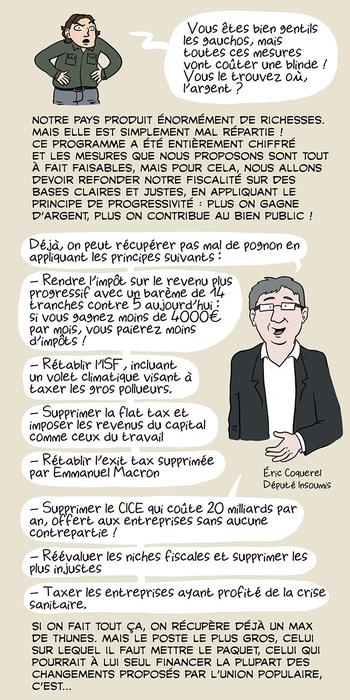 Vous êtes bien gentils
les gauchos, mais
toutes ces mesures
vont coûter une blinde !
Vous le trouvez où,
l'argent ?
NOTRE PAYS PRODUIT ÉNORMÉMENT DE RICHESSES.
MAIS ELLE EST SIMPLEMENT MAL RÉPARTIE !
CE PROGRAMME A ÉTÉ ENTIÈREMENT CHIFFRÉ
ET LES MESURES QUE NOUS PROPOSONS SONT TOUT
À FAIT FAISABLES, MAIS POUR CELA, NOUS ALLONS
DEVOIR REFONDER NOTRE FISCALITÉ SUR DES
BASES CLAIRES ET JUSTES, EN APPLIQUANT LE
PRINCIPE DE PROGRESSIVITÉ : PLUS ON GAGNE
D'ARGENT, PLUS ON CONTRIBUE AU BIEN PUBLIC !
Déjà, on peut récupérer pas mal de pognon en
appliquant les principes suivants :
– Rendre l'impôt sur le revenu plus
progressif avec un barême de 14
tranches contre 5 aujourd'hui :
si vous gagnez moins de 4000€
par mois, vous paierez moins
d'impôts !
– Rétablir l'ISF, incluant
un volet climatique visant à
taxer les gros pollueurs.
– Supprimer la flat tax et
imposer les revenus du capital
comme ceux du travail
– Rétablir l'exit tax supprimée
par Emmanuel Macron
Éric Coquerel
Député Insoumis
– Supprimer le CICE qui coûte 20 milliards par
an, offert aux entreprises sans aucune
contrepartie !
– Réévaluer les niches fiscales et supprimer les
plus injustes
– Taxer les entreprises ayant profité de la crise
sanitaire.
SI ON FAIT TOUT ÇA, ON RÉCUPÈRE DÉJÀ UN MAX
DE THUNES. MAIS LE POSTE LE PLUS GROS, CELUI
SUR LEQUEL IL FAUT METTRE LE PAQUET, CELUI QUI
POURRAIT À LUI SEUL FINANCER LA PLUPART DES
CHANGEMENTS PROPOSÉS PAR L'UNION POPULAIRE,
C'EST...